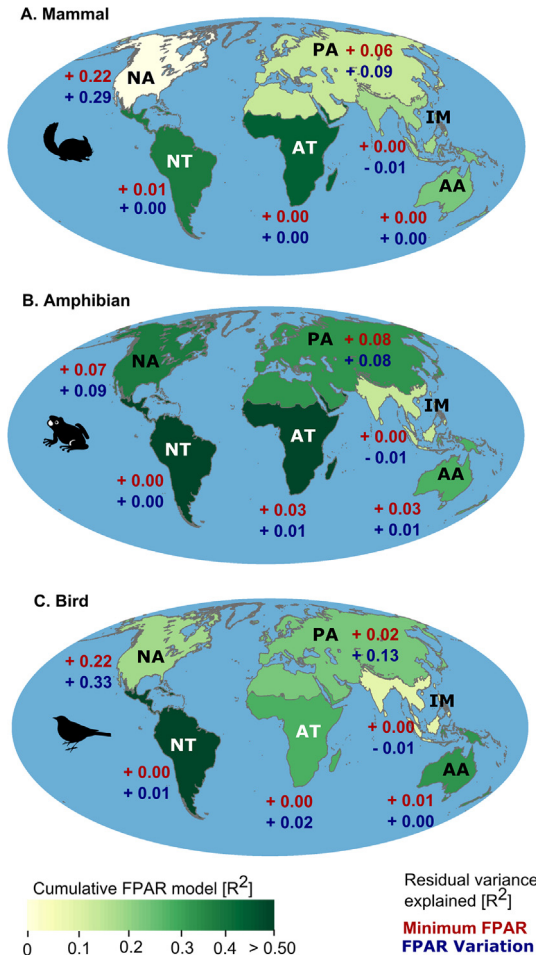 A. Mammal
+ 0.22
+ 0.29
NA
PA
+ 0.06
+ 0.09
IM
NT
AT
+ 0.00
- 0.01
AA
+ 0.01
+ 0.00
+ 0.00
+ 0.00
+ 0.00
+ 0.00
B. Amphibian
+ 0.07
+ 0.09
NA
PA
+ 0.08
+ 0.08
IM
NT
AT
+ 0.00
- 0.01
AA
+ 0.00
+ 0.00
+ 0.03
+ 0.01
+ 0.03
+ 0.01
C. Bird
+ 0.22
+ 0.33
NA
PA
+ 0.02
+ 0.13
IM
NT
AT
+ 0.00
- 0.01
AA
+ 0.00
+ 0.01
+ 0.00
+ 0.02
+ 0.01
+ 0.00
Cumulative FPAR model [R²]
0 0.1 0.2 0.3 0.4 > 0.50
Residual variance
explained [R²]
Minimum FPAR
FPAR Variation